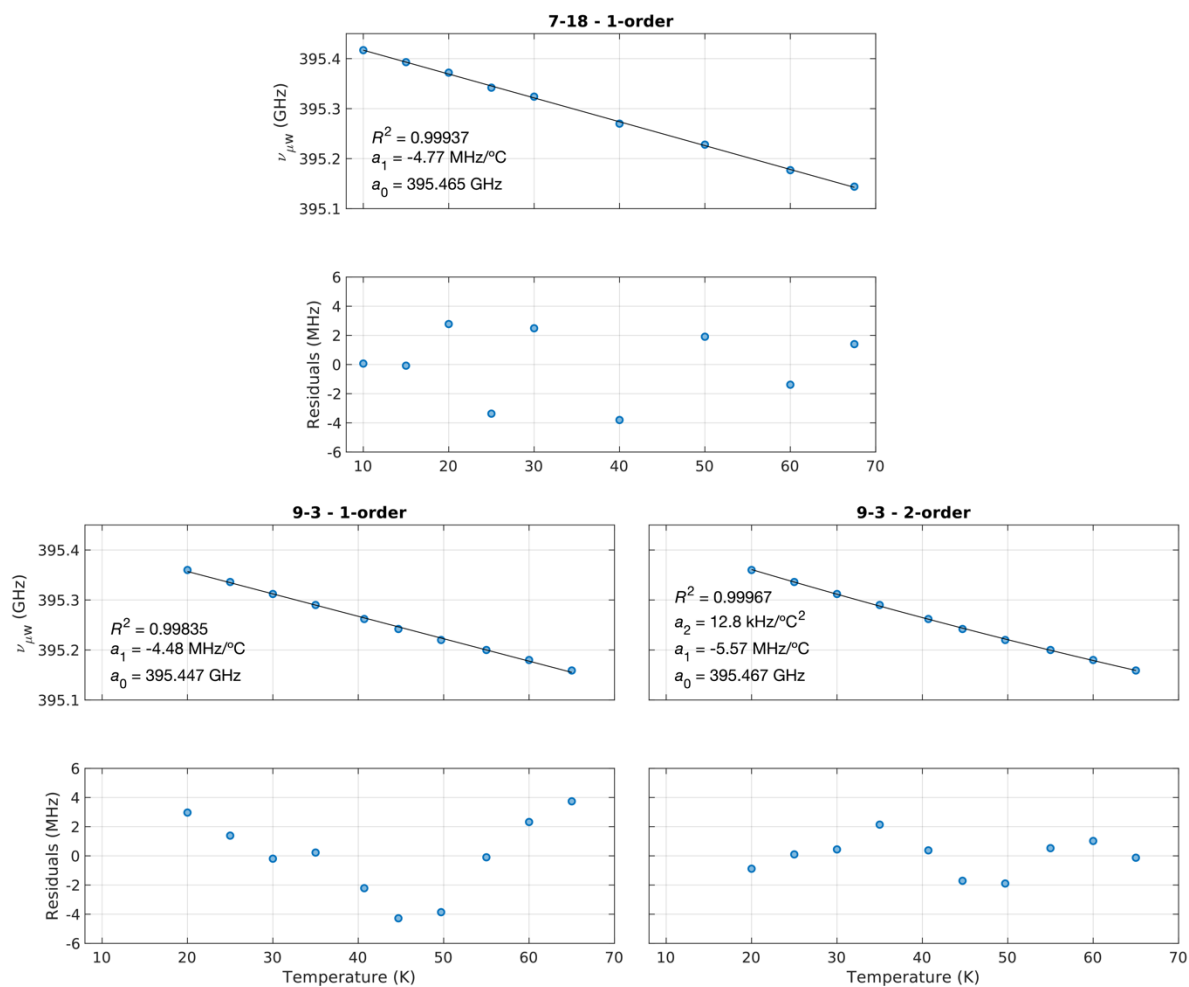 7-18 - 1-order
395.4
395.3
395.2
395.1
ν μw (GHz)
R² = 0.99937
a₁ = -4.77 MHz/ºC
a₀ = 395.465 GHz
6
4
2
0
-2
-4
-6
Residuals (MHz)
10 20 30 40 50 60 70
9-3 - 1-order
395.4
395.3
395.2
395.1
ν μw (GHz)
R² = 0.99835
a₁ = -4.48 MHz/ºC
a₀ = 395.447 GHz
9-3 - 2-order
R² = 0.99967
a₂ = 12.8 kHz/ºC²
a₁ = -5.57 MHz/ºC
a₀ = 395.467 GHz
6
4
2
0
-2
-4
-6
Residuals (MHz)
10 20 30 40 50 60 70
Temperature (K)
10 20 30 40 50 60 70
Temperature (K)